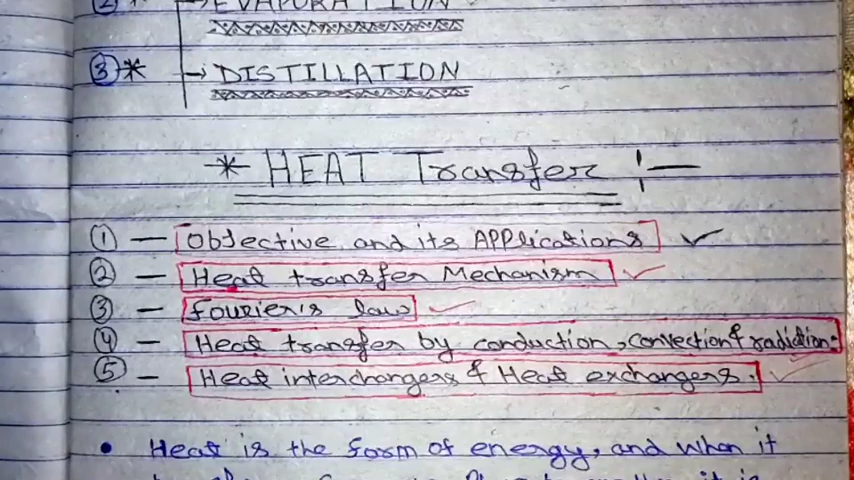 ② * → EVAPORATION
③ * → DISTILLATION
* HEAT Transfer :-
① — Objective and its Applications ✓
② — Heat transfer Mechanism ✓
③ — Fourier's law ✓
④ — Heat transfer by conduction, convection & radiation.
⑤ — Heat interchangers & Heat exchangers. ✓
• Heat is the form of energy, and when it